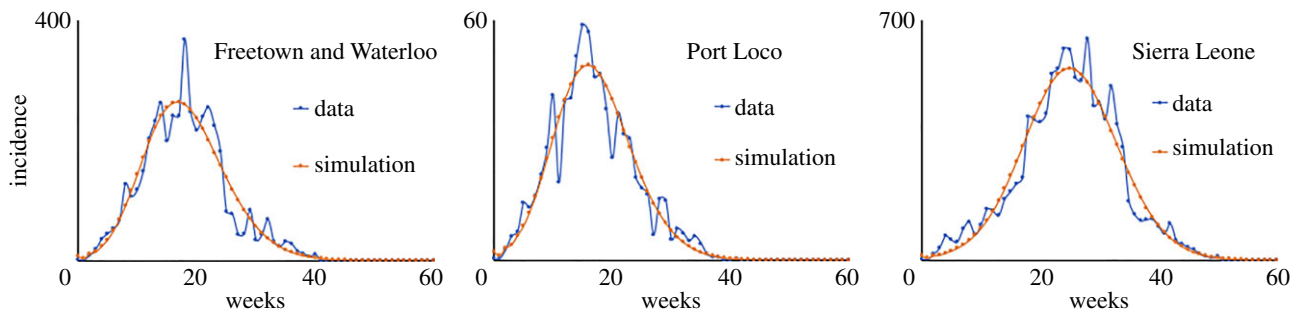 400
Freetown and Waterloo
data
simulation
incidence
0
20
40
60
weeks
60
Port Loco
data
simulation
0
20
40
60
weeks
700
Sierra Leone
data
simulation
0
20
40
60
weeks